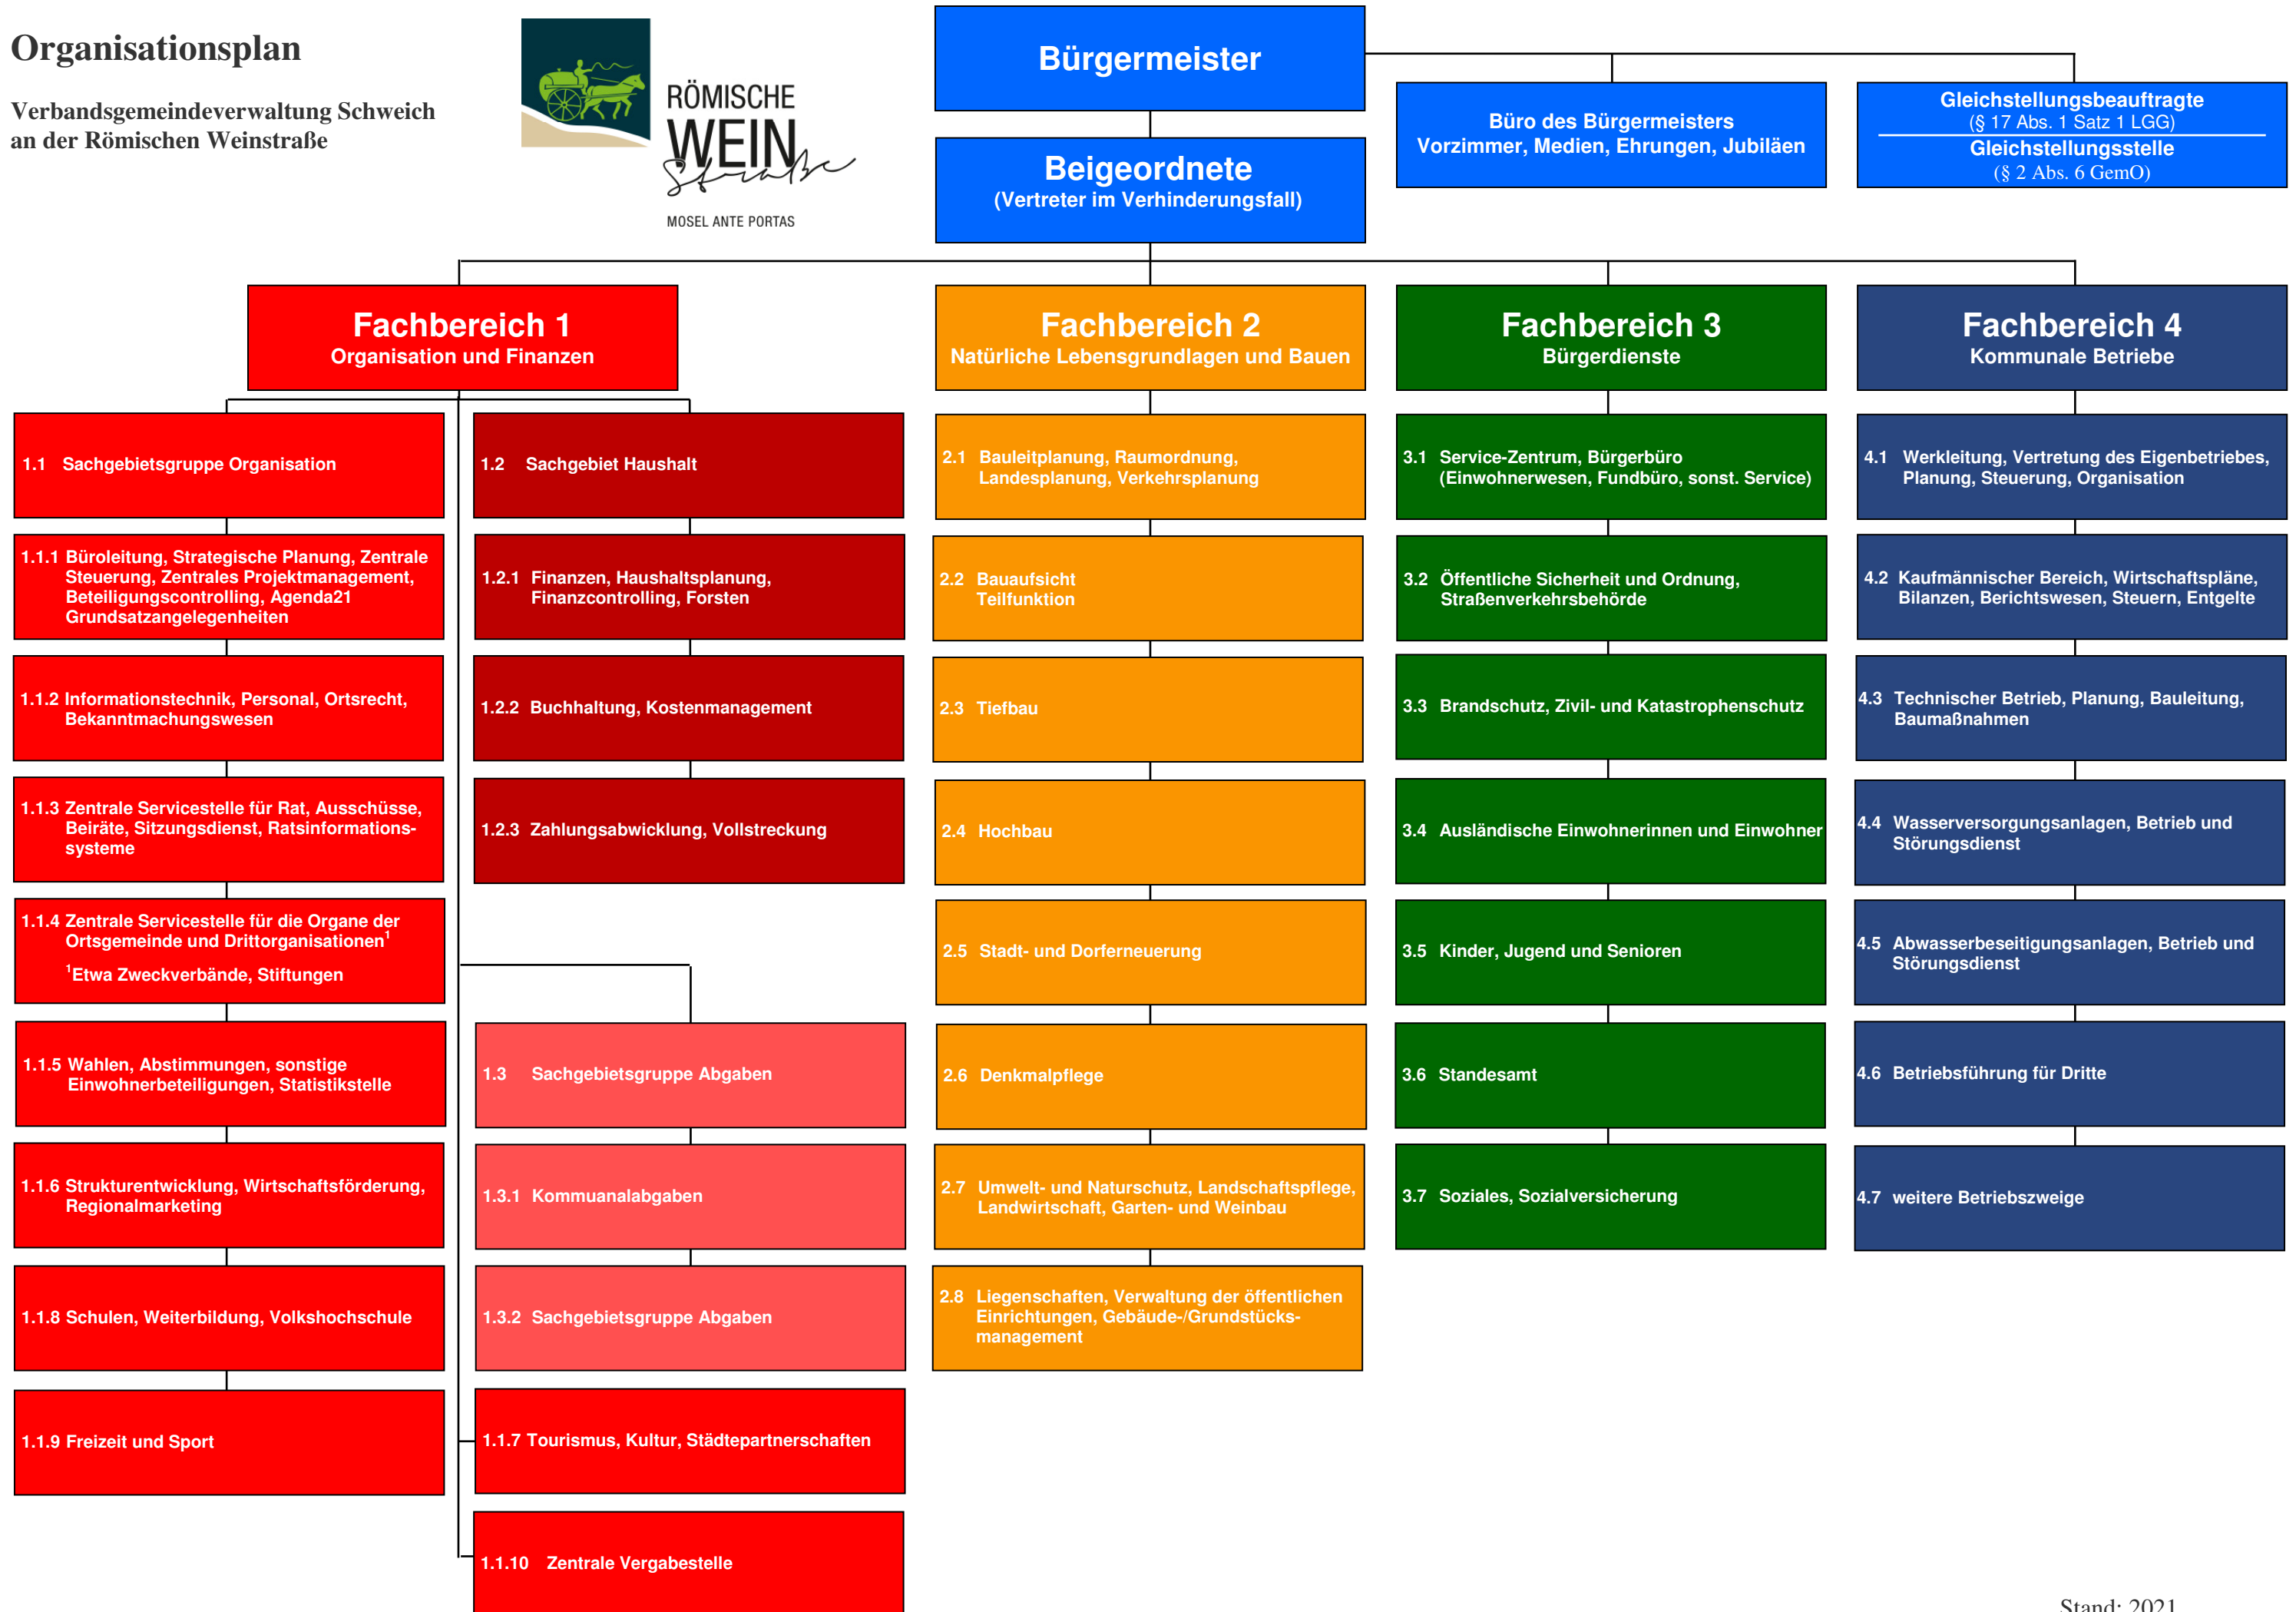 Organisationsplan
Verbandsgemeindeverwaltung Schweich
an der Römischen Weinstraße
RÖMISCHE
WEIN
Straße
MOSEL ANTE PORTAS
Bürgermeister
Beigeordnete
(Vertreter im Verhinderungsfall)
Büro des Bürgermeisters
Vorzimmer, Medien, Ehrungen, Jubiläen
Gleichstellungsbeauftragte
(§ 17 Abs. 1 Satz 1 LGG)
Gleichstellungsstelle
(§ 2 Abs. 6 GemO)
Fachbereich 1
Organisation und Finanzen
1.1 Sachgebietsgruppe Organisation
1.1.1 Büroleitung, Strategische Planung, Zentrale
Steuerung, Zentrales Projektmanagement,
Beteiligungscontrolling, Agenda21
Grundsatzangelegenheiten
1.1.2 Informationstechnik, Personal, Ortsrecht,
Bekanntmachungswesen
1.1.3 Zentrale Servicestelle für Rat, Ausschüsse,
Beiräte, Sitzungsdienst, Ratsinformations-
systeme
1.1.4 Zentrale Servicestelle für die Organe der
Ortsgemeinde und Drittorganisationen¹
¹Etwa Zweckverbände, Stiftungen
1.1.5 Wahlen, Abstimmungen, sonstige
Einwohnerbeteiligungen, Statistikstelle
1.1.6 Strukturentwicklung, Wirtschaftsförderung,
Regionalmarketing
1.1.8 Schulen, Weiterbildung, Volkshochschule
1.1.9 Freizeit und Sport
1.2 Sachgebiet Haushalt
1.2.1 Finanzen, Haushaltsplanung,
Finanzcontrolling, Forsten
1.2.2 Buchhaltung, Kostenmanagement
1.2.3 Zahlungsabwicklung, Vollstreckung
1.3 Sachgebietsgruppe Abgaben
1.3.1 Kommuanalabgaben
1.3.2 Sachgebietsgruppe Abgaben
1.1.7 Tourismus, Kultur, Städtepartnerschaften
1.1.10 Zentrale Vergabestelle
Fachbereich 2
Natürliche Lebensgrundlagen und Bauen
2.1 Bauleitplanung, Raumordnung,
Landesplanung, Verkehrsplanung
2.2 Bauaufsicht
Teilfunktion
2.3 Tiefbau
2.4 Hochbau
2.5 Stadt- und Dorferneuerung
2.6 Denkmalpflege
2.7 Umwelt- und Naturschutz, Landschaftspflege,
Landwirtschaft, Garten- und Weinbau
2.8 Liegenschaften, Verwaltung der öffentlichen
Einrichtungen, Gebäude-/Grundstücks-
management
Fachbereich 3
Bürgerdienste
3.1 Service-Zentrum, Bürgerbüro
(Einwohnerwesen, Fundbüro, sonst. Service)
3.2 Öffentliche Sicherheit und Ordnung,
Straßenverkehrsbehörde
3.3 Brandschutz, Zivil- und Katastrophenschutz
3.4 Ausländische Einwohnerinnen und Einwohner
3.5 Kinder, Jugend und Senioren
3.6 Standesamt
3.7 Soziales, Sozialversicherung
Fachbereich 4
Kommunale Betriebe
4.1 Werkleitung, Vertretung des Eigenbetriebes,
Planung, Steuerung, Organisation
4.2 Kaufmännischer Bereich, Wirtschaftspläne,
Bilanzen, Berichtswesen, Steuern, Entgelte
4.3 Technischer Betrieb, Planung, Bauleitung,
Baumaßnahmen
4.4 Wasserversorgungsanlagen, Betrieb und
Störungsdienst
4.5 Abwasserbeseitigungsanlagen, Betrieb und
Störungsdienst
4.6 Betriebsführung für Dritte
4.7 weitere Betriebszweige
Stand: 2021